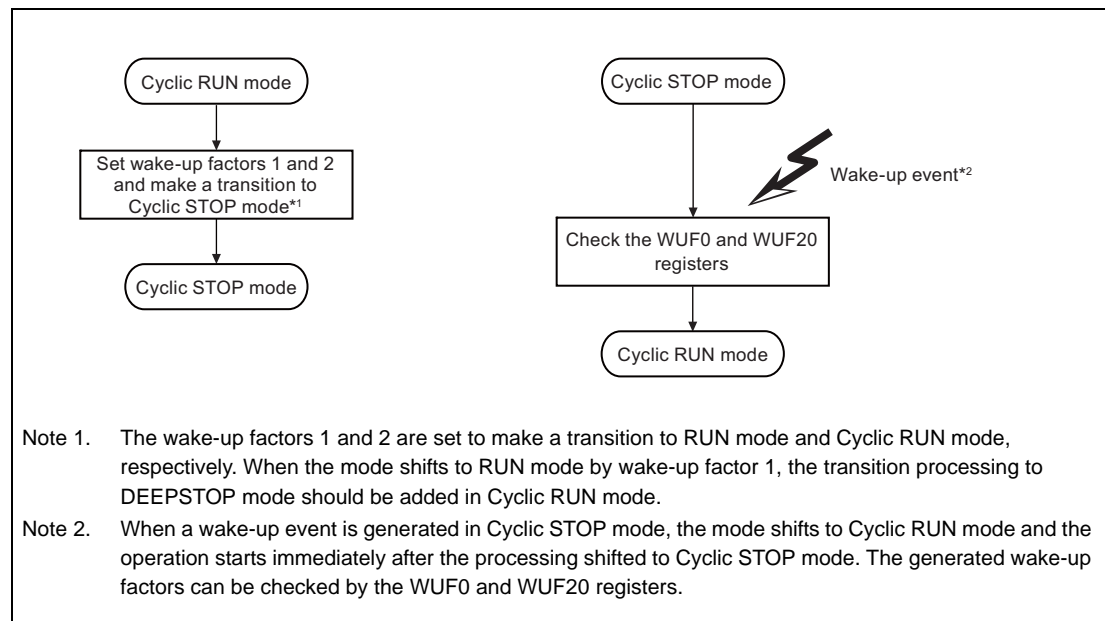 Cyclic RUN mode
Set wake-up factors 1 and 2
and make a transition to
Cyclic STOP mode*1
Cyclic STOP mode
Cyclic STOP mode
Wake-up event*2
Check the WUF0 and WUF20
registers
Cyclic RUN mode
Note 1. The wake-up factors 1 and 2 are set to make a transition to RUN mode and Cyclic RUN mode,
respectively. When the mode shifts to RUN mode by wake-up factor 1, the transition processing to
DEEPSTOP mode should be added in Cyclic RUN mode.
Note 2. When a wake-up event is generated in Cyclic STOP mode, the mode shifts to Cyclic RUN mode and the
operation starts immediately after the processing shifted to Cyclic STOP mode. The generated wake-up
factors can be checked by the WUF0 and WUF20 registers.